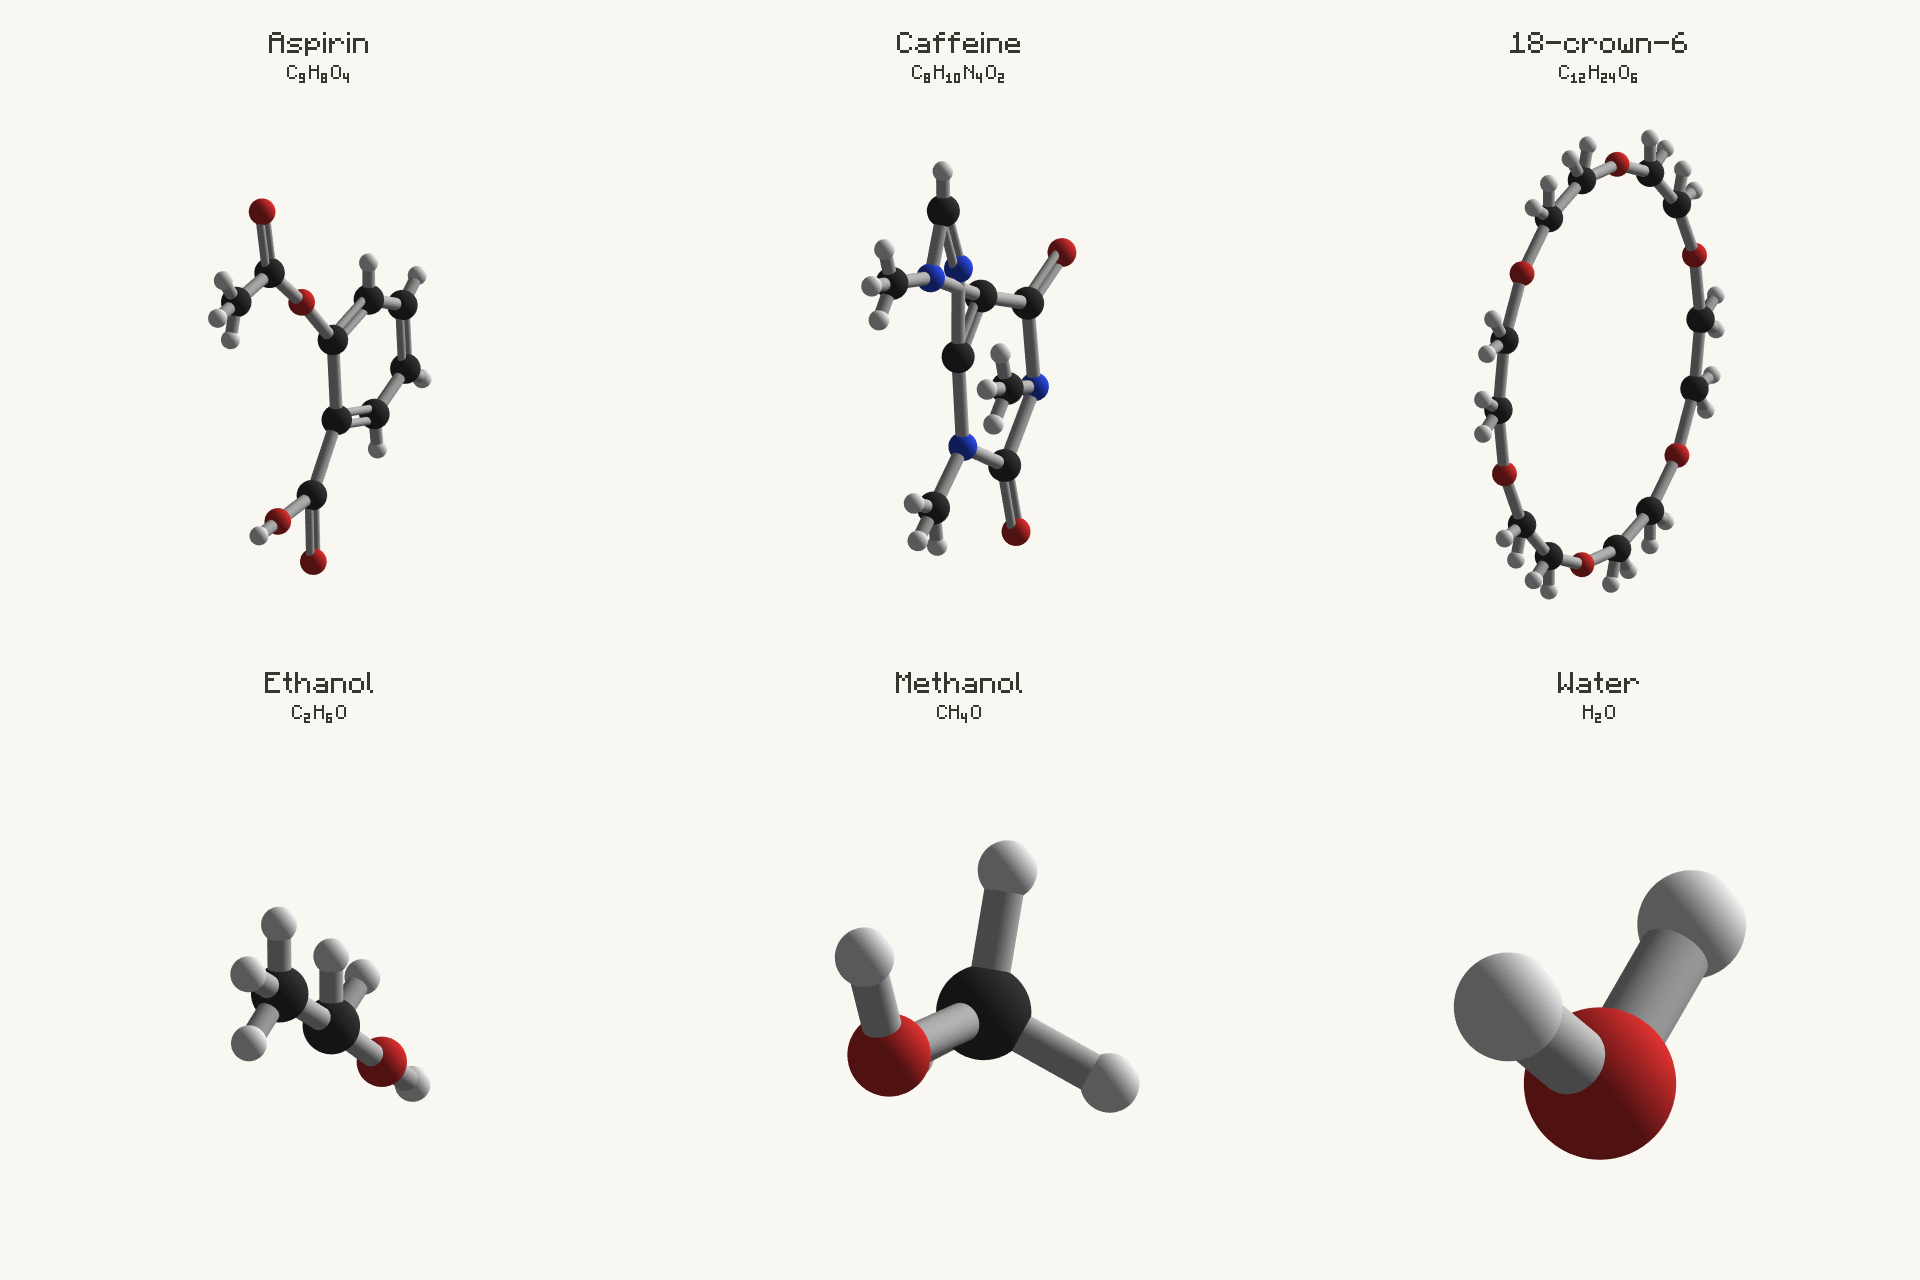 Aspirin
C₉H₈O₄
Caffeine
C₈H₁₀N₄O₂
18-crown-6
C₁₂H₂₄O₆
Ethanol
C₂H₆O
Methanol
CH₄O
Water
H₂O